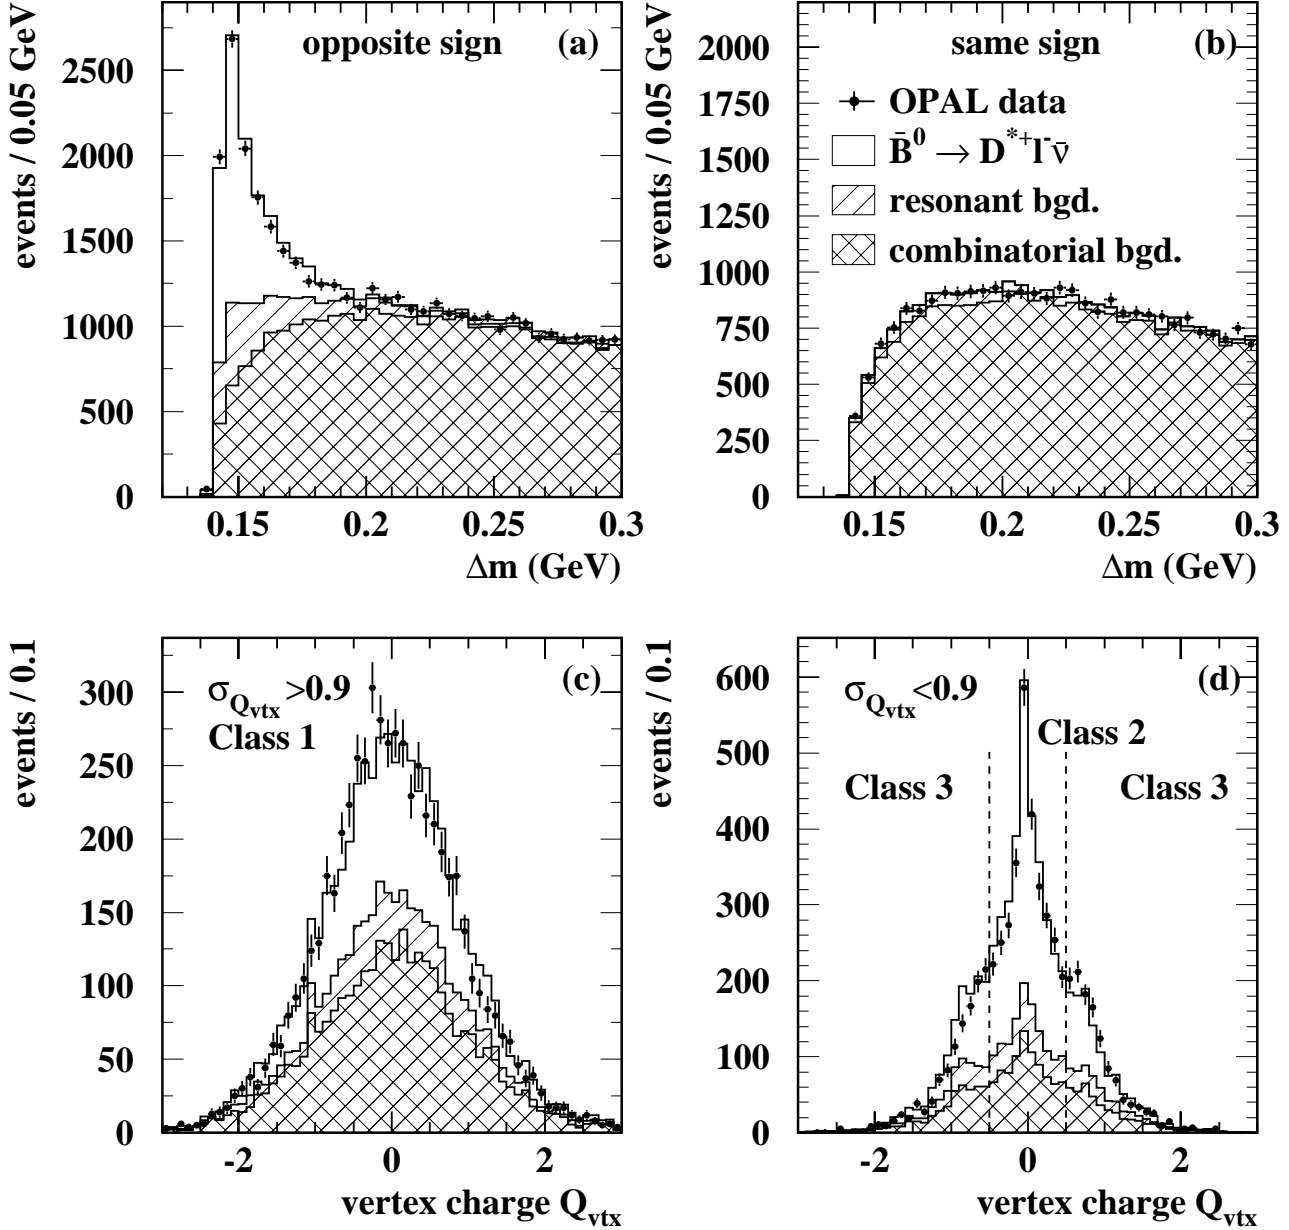 opposite sign (a)
events / 0.05 GeV
2500
2000
1500
1000
500
0
0.15 0.2 0.25 0.3
Δm (GeV)
same sign (b)
OPAL data
B̄⁰ → D*⁺l⁻ν̄
resonant bgd.
combinatorial bgd.
events / 0.05 GeV
2000
1750
1500
1250
1000
750
500
250
0
0.15 0.2 0.25 0.3
Δm (GeV)
(c)
σ_Qvtx >0.9
Class 1
events / 0.1
300
250
200
150
100
50
0
-2 0 2
vertex charge Q_vtx
(d)
σ_Qvtx <0.9
Class 2
Class 3 Class 3
events / 0.1
600
500
400
300
200
100
0
-2 0 2
vertex charge Q_vtx